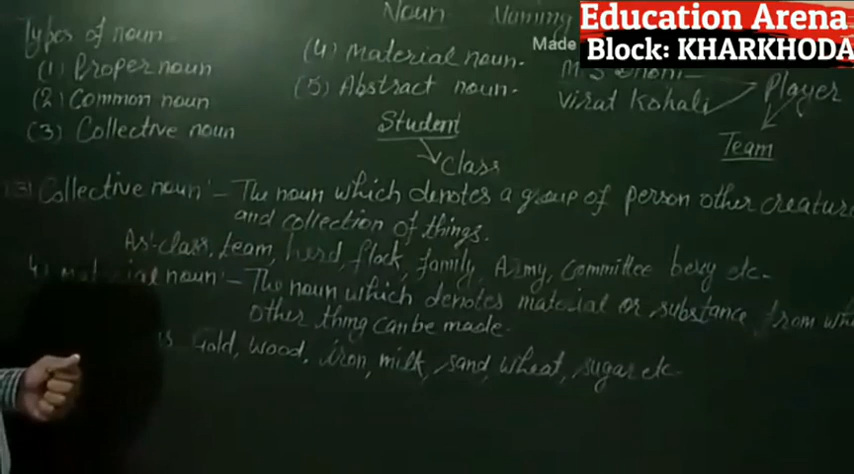 Noun Naming
Education Arena
Types of noun
Made
Block: KHARKHODA
(1) Proper noun
(4) Material noun.
(2) Common noun
(5) Abstract noun.
Player
Virat Kohali
(3) Collective noun
Student
Team
Class
(3) Collective noun - The noun which denotes a group of person other creature
and collection of things.
As- class, team, herd, flock, family, Army, Committee bevy etc-
4) Material noun - The noun which denotes material or substance, from
other thing can be made.
Gold, wood, iron, milk, sand, wheat, sugar etc.